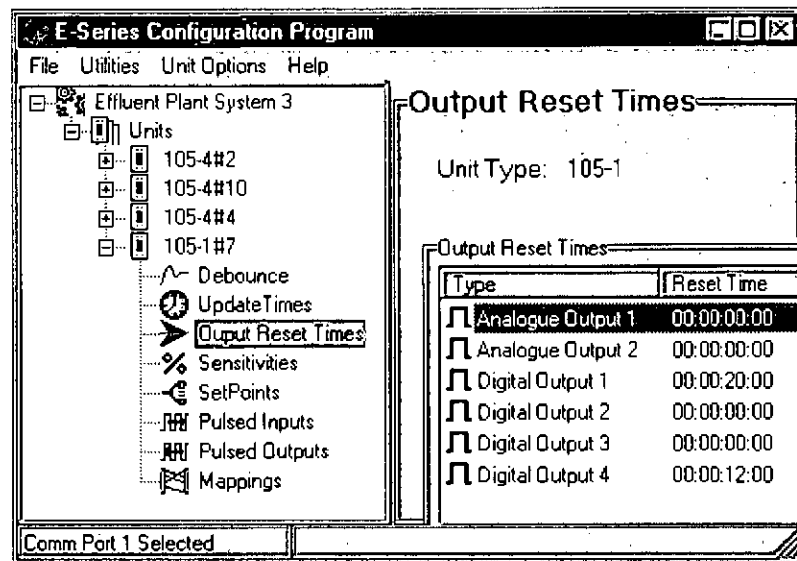 E-Series Configuration Program
File Utilities Unit Options Help
Effluent Plant System 3
Units
105-4#2
105-4#10
105-4#4
105-1#7
Debounce
UpdateTimes
Ouput Reset Times
Sensitivities
SetPoints
Pulsed Inputs
Pulsed Outputs
Mappings
Output Reset Times
Unit Type: 105-1
Output Reset Times
Type Reset Time
Analogue Output 1 00:00:00:00
Analogue Output 2 00:00:00:00
Digital Output 1 00:00:20:00
Digital Output 2 00:00:00:00
Digital Output 3 00:00:00:00
Digital Output 4 00:00:12:00
Comm Port 1 Selected